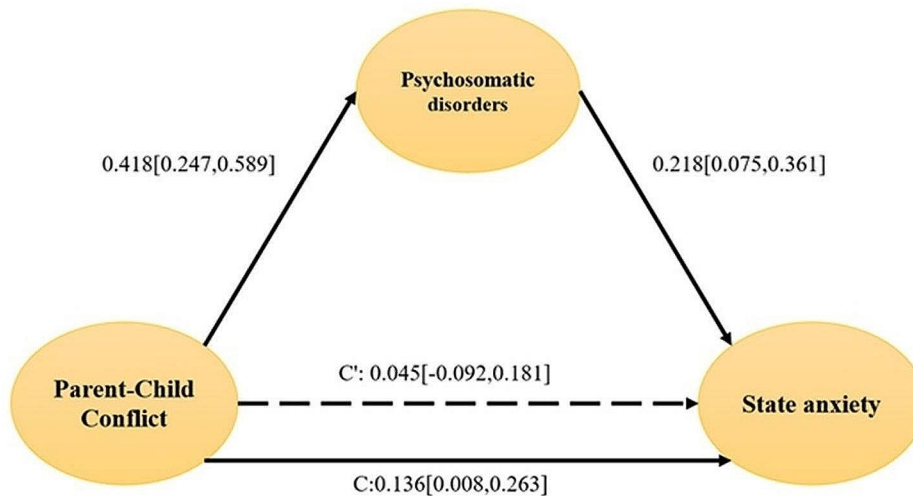 Psychosomatic
disorders
0.418[0.247,0.589]
0.218[0.075,0.361]
Parent-Child
Conflict
C': 0.045[-0.092,0.181]
State anxiety
C:0.136[0.008,0.263]